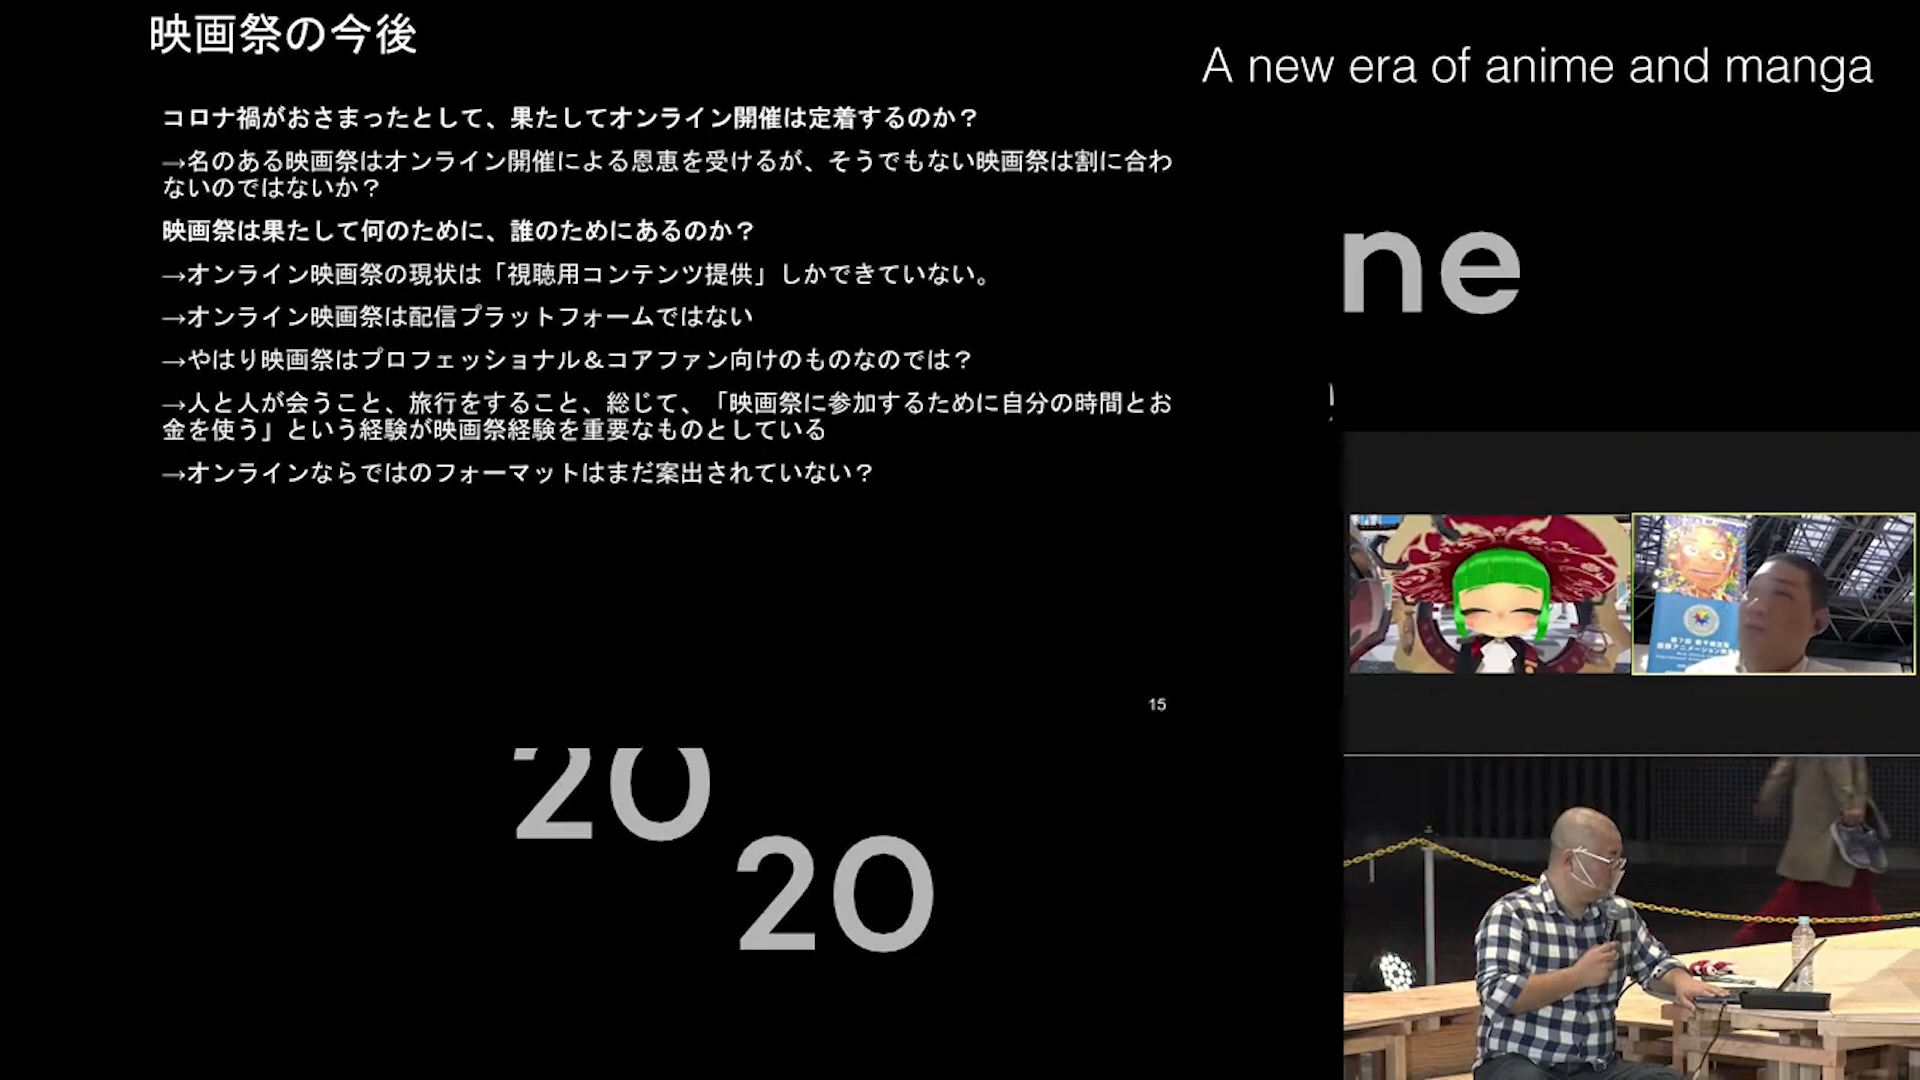 映画祭の今後
A new era of anime and manga
コロナ禍がおさまったとして、果たしてオンライン開催は定着するのか？
→名のある映画祭はオンライン開催による恩恵を受けるが、そうでもない映画祭は割に合わ
ないのではないか？
映画祭は果たして何のために、誰のためにあるのか？
→オンライン映画祭の現状は「視聴用コンテンツ提供」しかできていない。
→オンライン映画祭は配信プラットフォームではない
→やはり映画祭はプロフェッショナル＆コアファン向けのものなのでは？
→人と人が会うこと、旅行をすること、総じて、「映画祭に参加するために自分の時間とお
金を使う」という経験が映画祭経験を重要なものとしている
→オンラインならではのフォーマットはまだ案出されていない？
ne
15
20
20